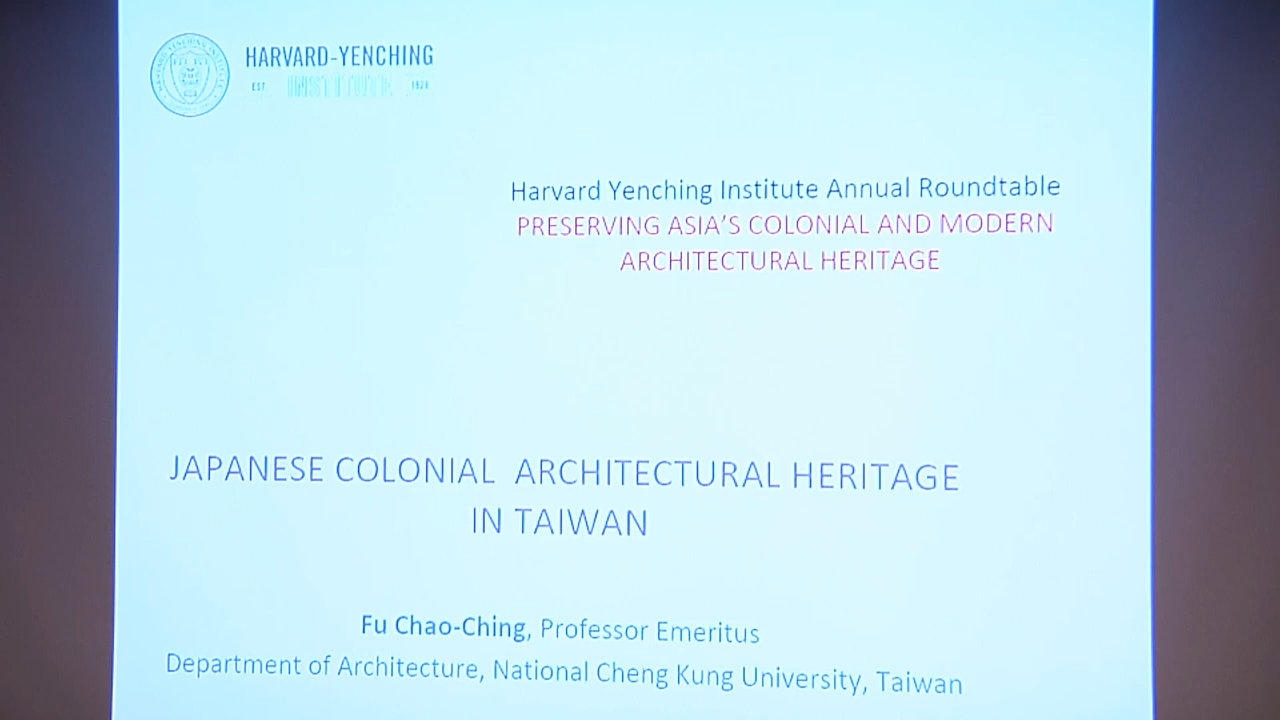 HARVARD-YENCHING
EST. INSTITUTE 1928
Harvard Yenching Institute Annual Roundtable
PRESERVING ASIA'S COLONIAL AND MODERN
ARCHITECTURAL HERITAGE
JAPANESE COLONIAL ARCHITECTURAL HERITAGE
IN TAIWAN
Fu Chao-Ching, Professor Emeritus
Department of Architecture, National Cheng Kung University, Taiwan